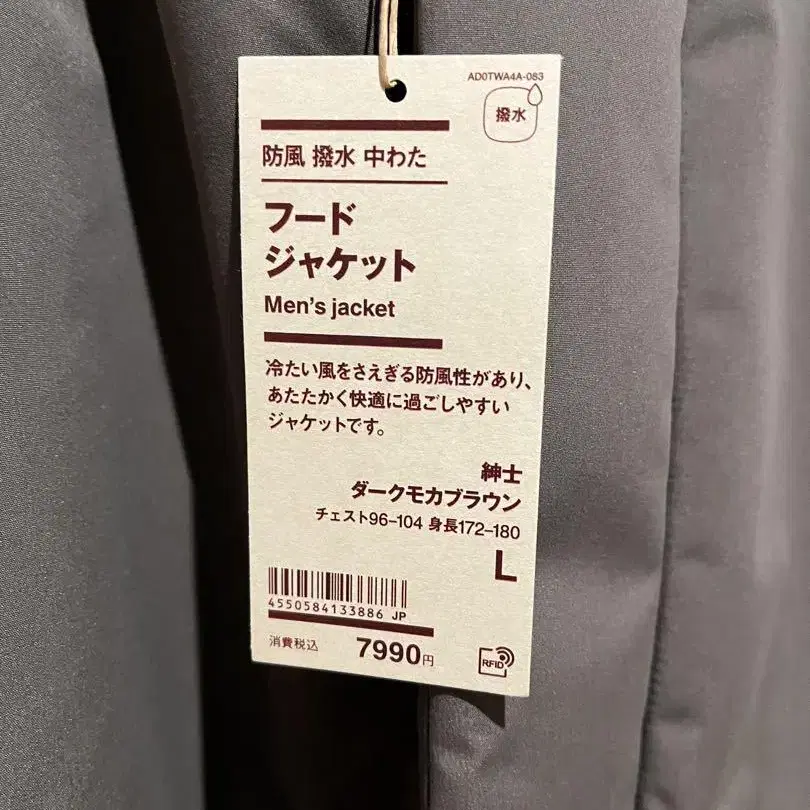 AD0TWA4A-083
撥水
防風 撥水 中わた
フード
ジャケット
Men's jacket
冷たい風をさえぎる防風性があり、
あたたかく快適に過ごしやすい
ジャケットです。
紳士
ダークモカブラウン
チェスト96-104 身長172-180
L
4550584133886 JP
消費税込 7990円
RFID